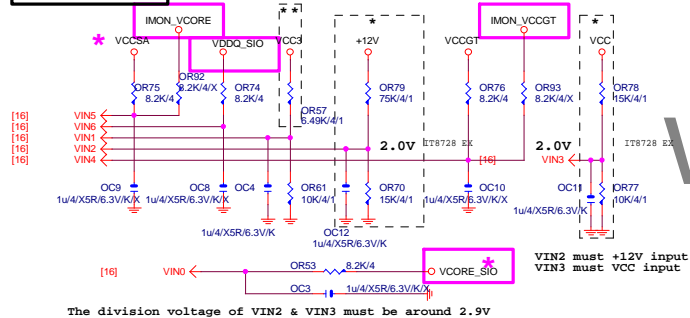 IMON_VCORE
IMON_VCCGT
**
*
*
*
VCCSA
VDDQ_SIO
VCC3
+12V
VCCGT
VCC
OR75
8.2K/4
OR92
8.2K/4/X
OR74
8.2K/4
OR57
6.49K/4/1
OR79
75K/4/1
OR76
8.2K/4
OR93
8.2K/4/X
OR78
15K/4/1
[16] VIN5
[16] VIN6
[16] VIN1
[16] VIN2
[16] VIN4
2.0V
IT8728 EX
[16]
2.0V
VIN3
IT8728 EX
OC9
1u/4/X5R/6.3V/K/X
OC8
1u/4/X5R/6.3V/K/X
OC4
1u/4/X5R/6.3V/K
OR61
10K/4/1
OC12
1u/4/X5R/6.3V/K
OR70
15K/4/1
OC10
1u/4/X5R/6.3V/K/X
OC11
1u/4/X5R/6.3V/K
OR77
10K/4/1
[16] VIN0
OR53
8.2K/4
VCORE_SIO
*
OC3
1u/4/X5R/6.3V/K/X
VIN2 must +12V input
VIN3 must VCC input
The division voltage of VIN2 & VIN3 must be around 2.9V